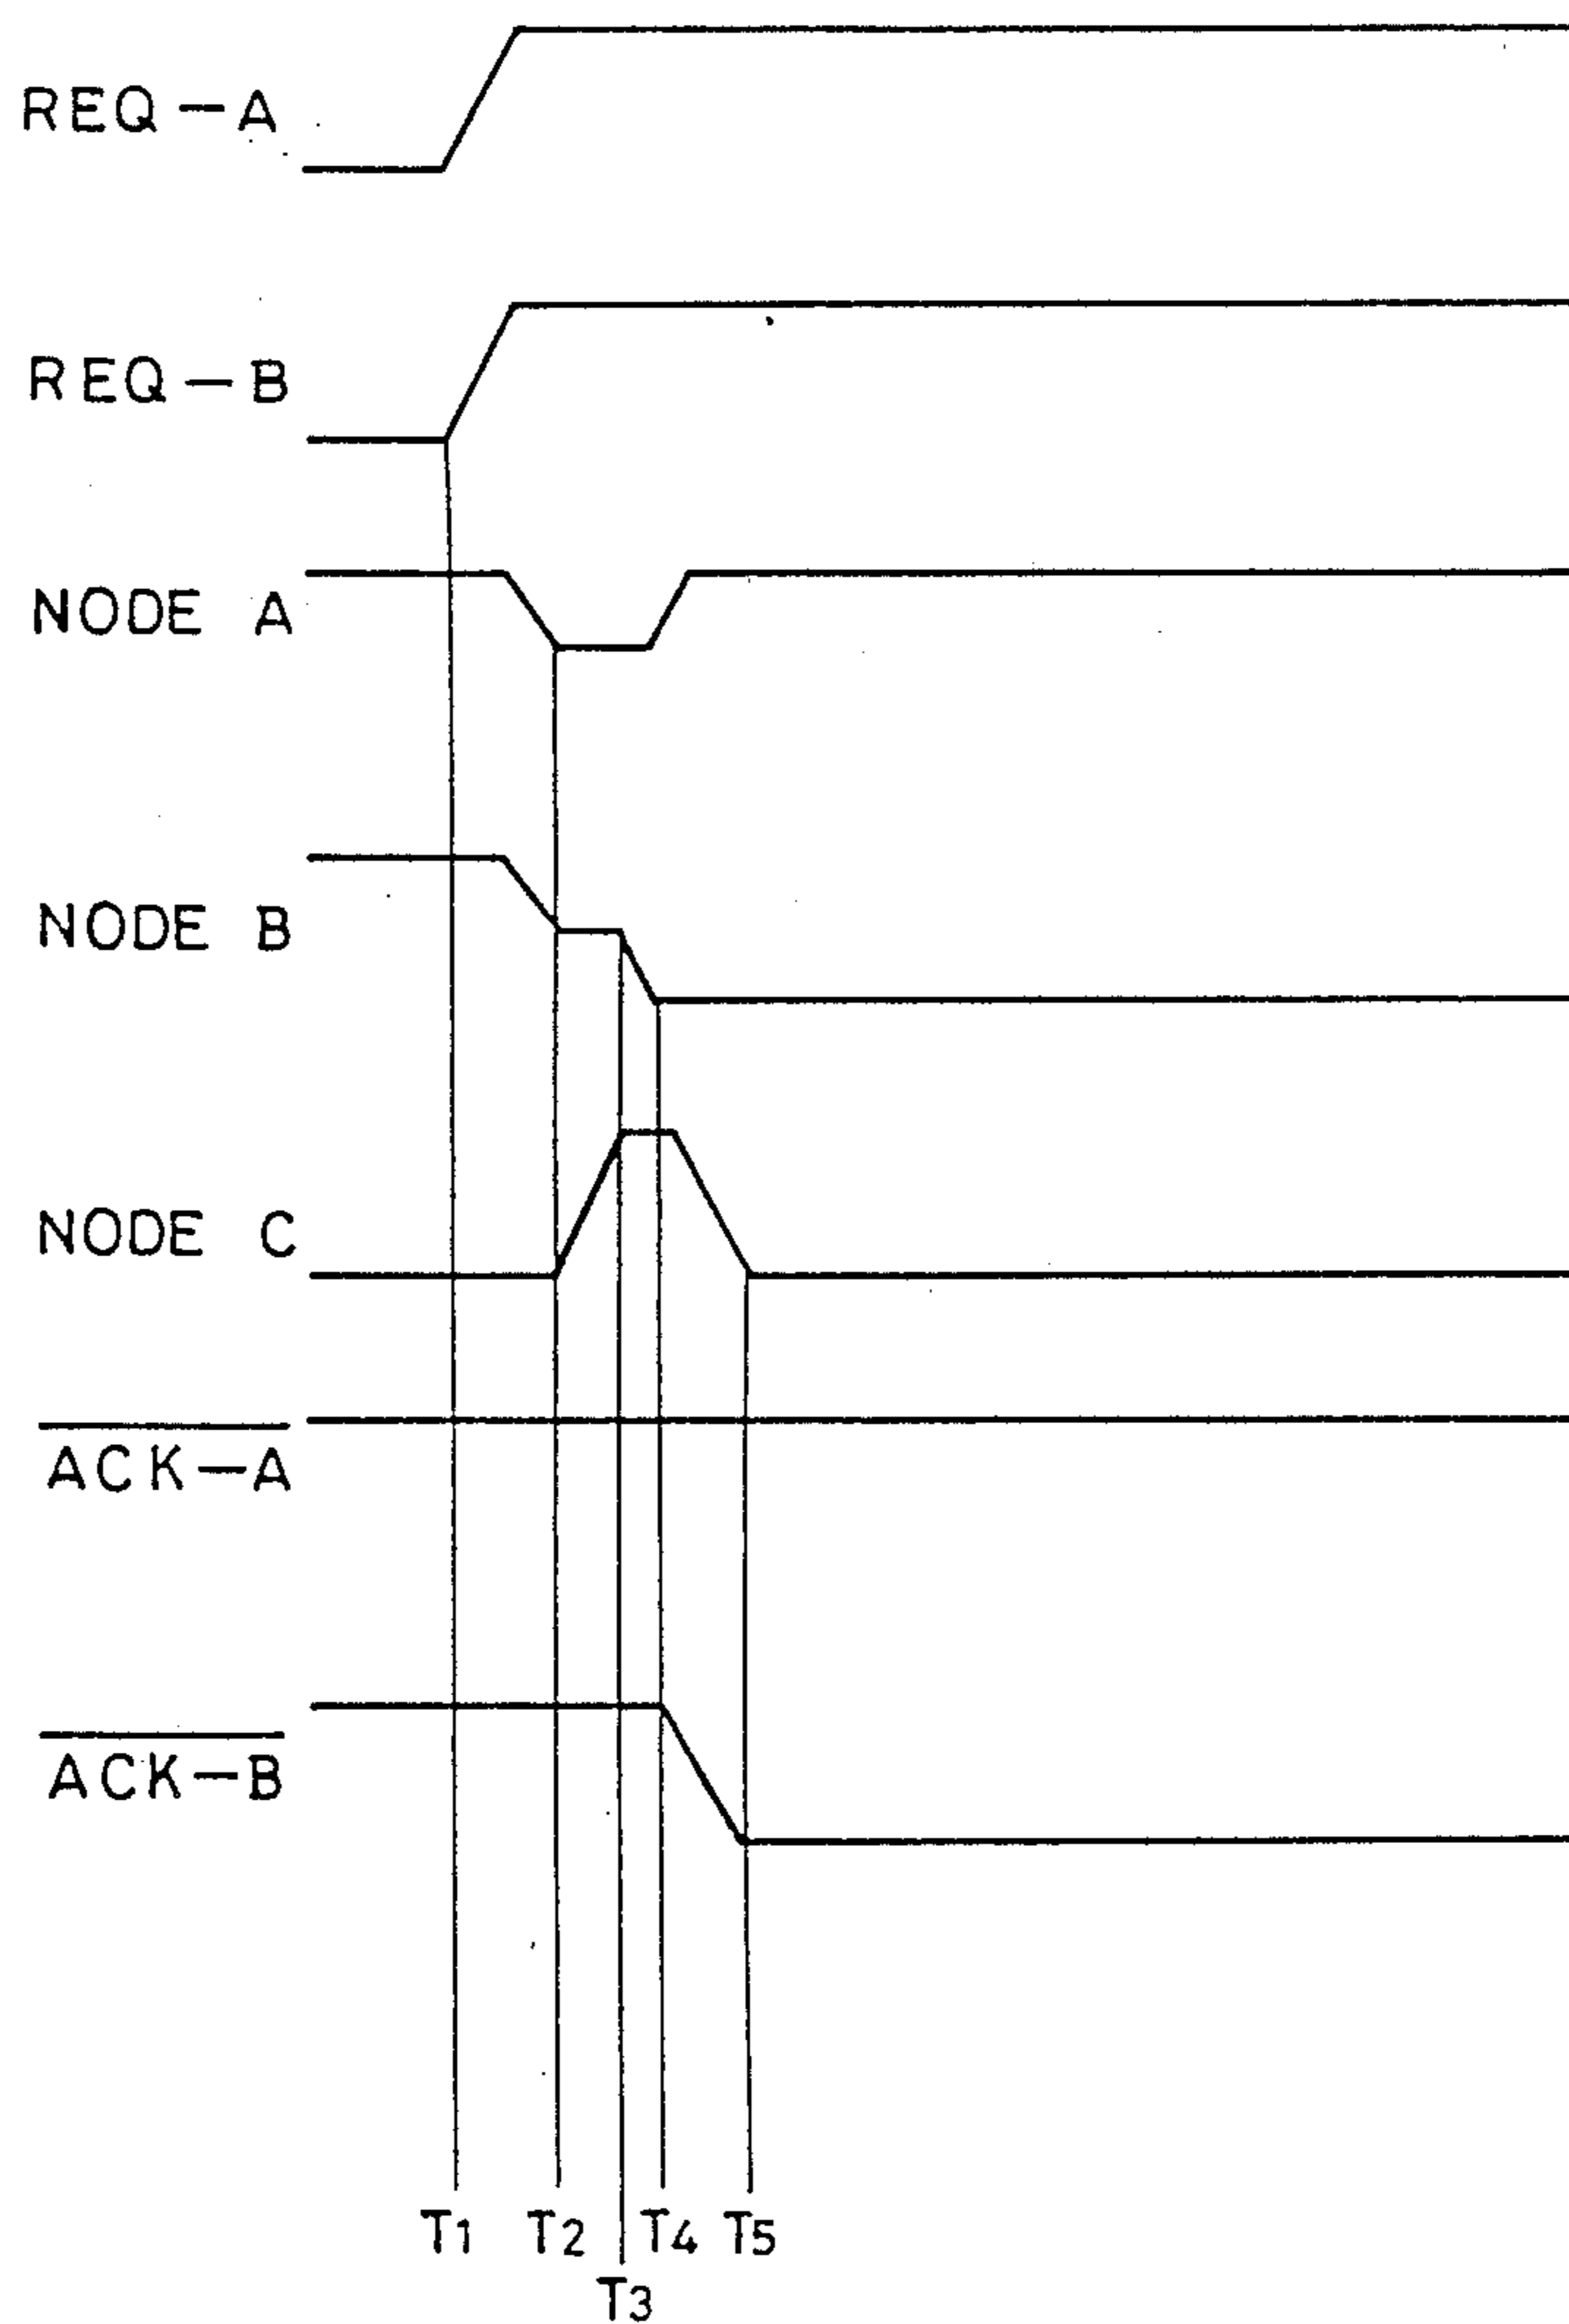 REQ-A
REQ-B
NODE A
NODE B
NODE C
ACK-A
ACK-B
T1 T2 T4 T5
T3